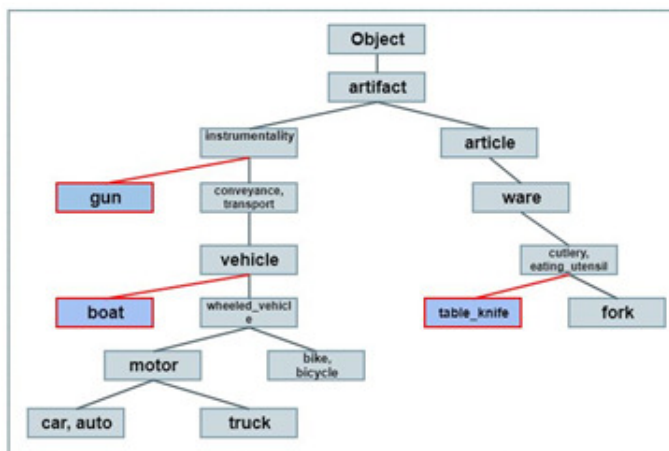 Object
artifact
instrumentality
article
gun
conveyance,
transport
ware
vehicle
cutlery,
eating_utensil
boat
wheeled_vehicl
e
table_knife
fork
motor
bike,
bicycle
car, auto
truck